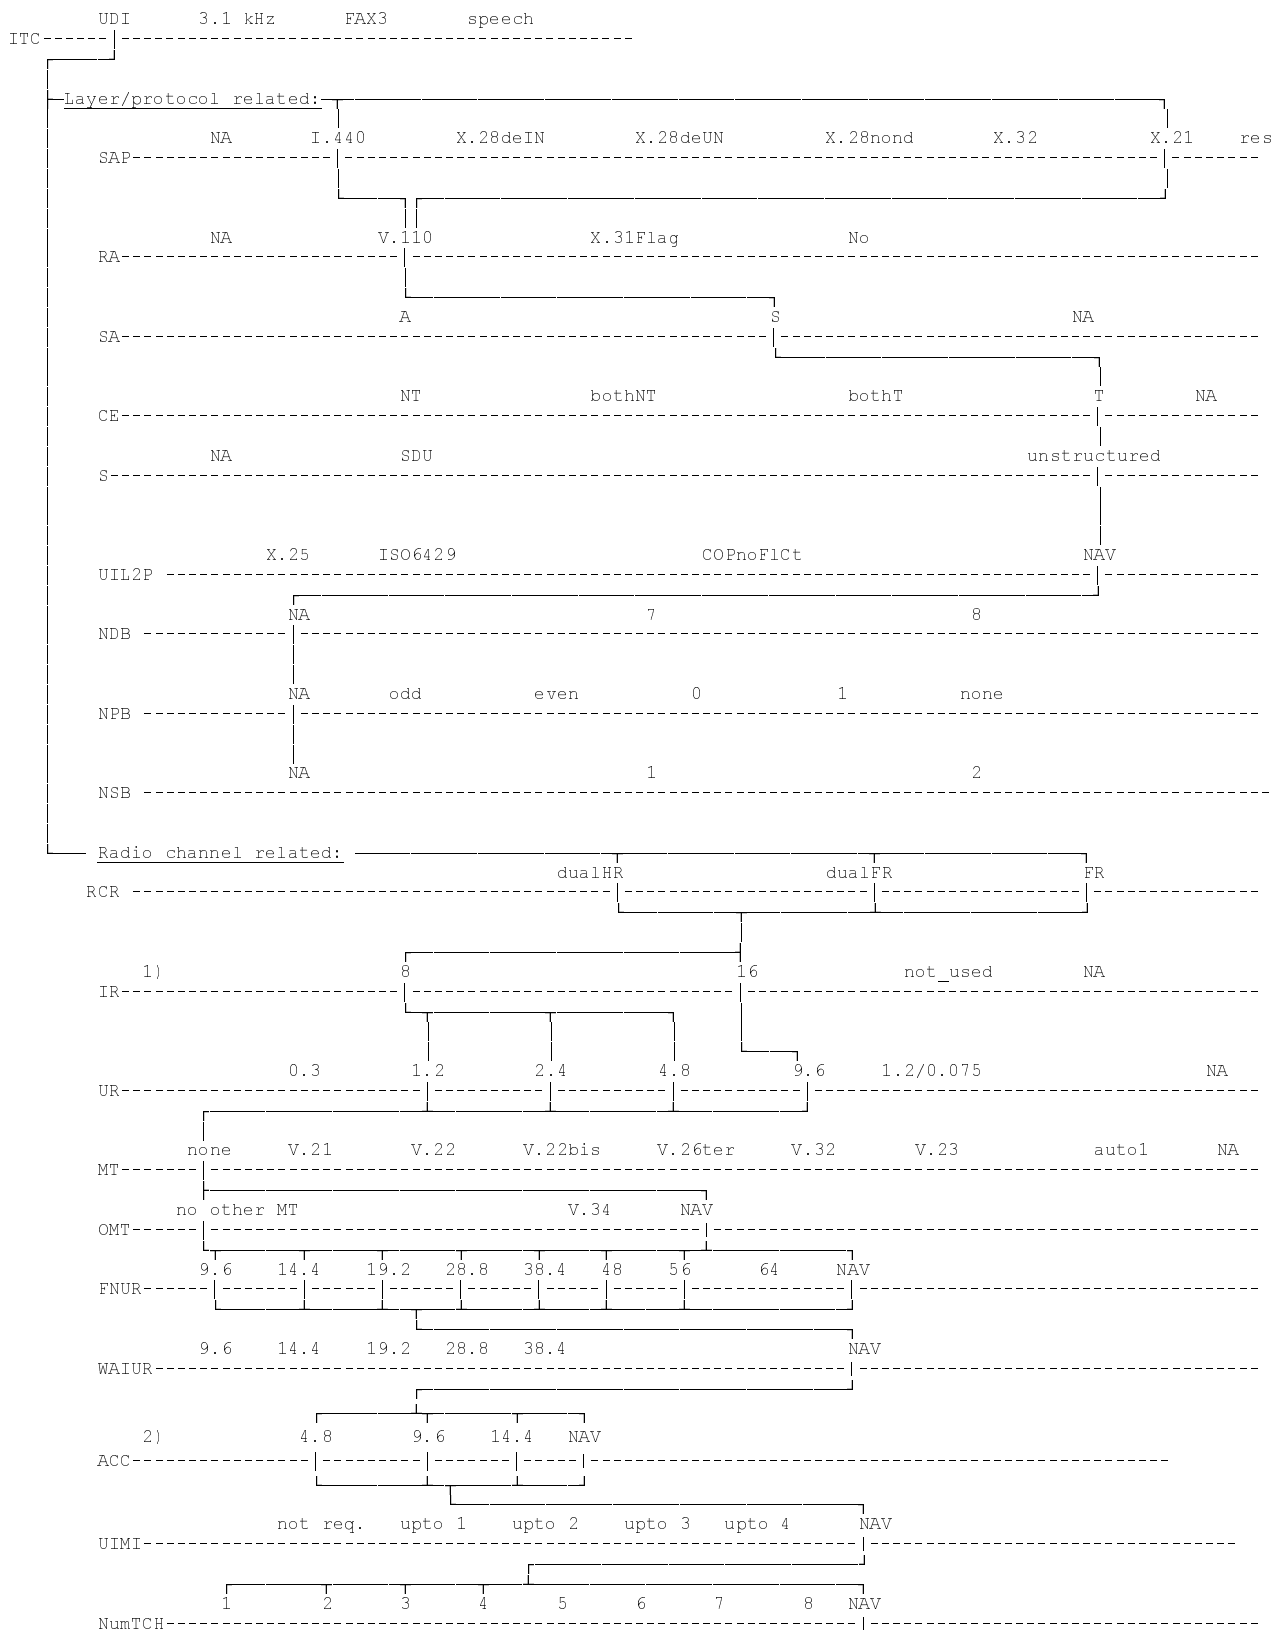 UDI 3.1 kHz FAX3 speech
ITC
Layer/protocol related:
NA I.440 X.28deIN X.28deUN X.28nond X.32 X.21 res
SAP
NA V.110 X.31Flag No
RA
A S NA
SA
NT bothNT bothT T NA
CE
NA SDU unstructured
S
X.25 ISO6429 COPnoFlCt NAV
UIL2P
NA 7 8
NDB
NA odd even 0 1 none
NPB
NA 1 2
NSB
Radio channel related:
dualHR dualFR FR
RCR
1) 8 16 not_used NA
IR
0.3 1.2 2.4 4.8 9.6 1.2/0.075 NA
UR
none V.21 V.22 V.22bis V.26ter V.32 V.23 auto1 NA
MT
no other MT V.34 NAV
OMT
9.6 14.4 19.2 28.8 38.4 48 56 64 NAV
FNUR
9.6 14.4 19.2 28.8 38.4 NAV
WAIUR
2) 4.8 9.6 14.4 NAV
ACC
not req. upto 1 upto 2 upto 3 upto 4 NAV
UIMI
1 2 3 4 5 6 7 8 NAV
NumTCH